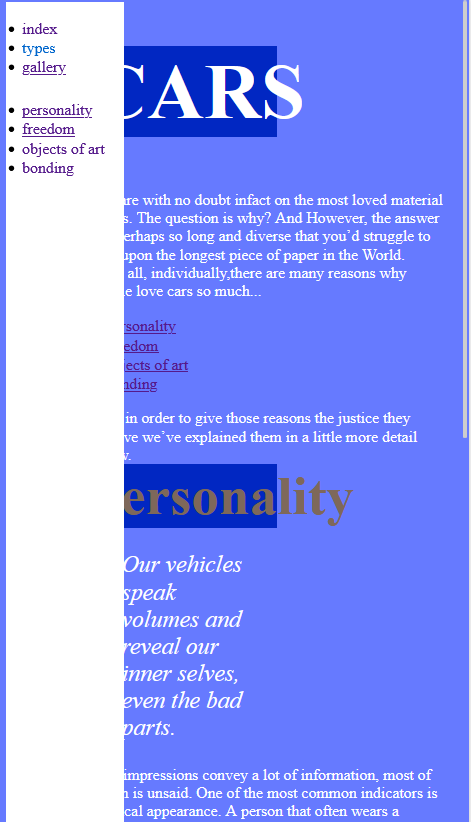 index
types
gallery
personality
freedom
objects of art
bonding
CARS
are with no doubt infact on the most loved material
s. The question is why? And However, the answer
erhaps so long and diverse that you’d struggle to
upon the longest piece of paper in the World.
all, individually,there are many reasons why
e love cars so much...
rsonality
edom
jects of art
nding
in order to give those reasons the justice they
ve we’ve explained them in a little more detail
w.
ersonality
Our vehicles
speak
volumes and
reveal our
inner selves,
even the bad
parts.
impressions convey a lot of information, most of
h is unsaid. One of the most common indicators is
cal appearance. A person that often wears a